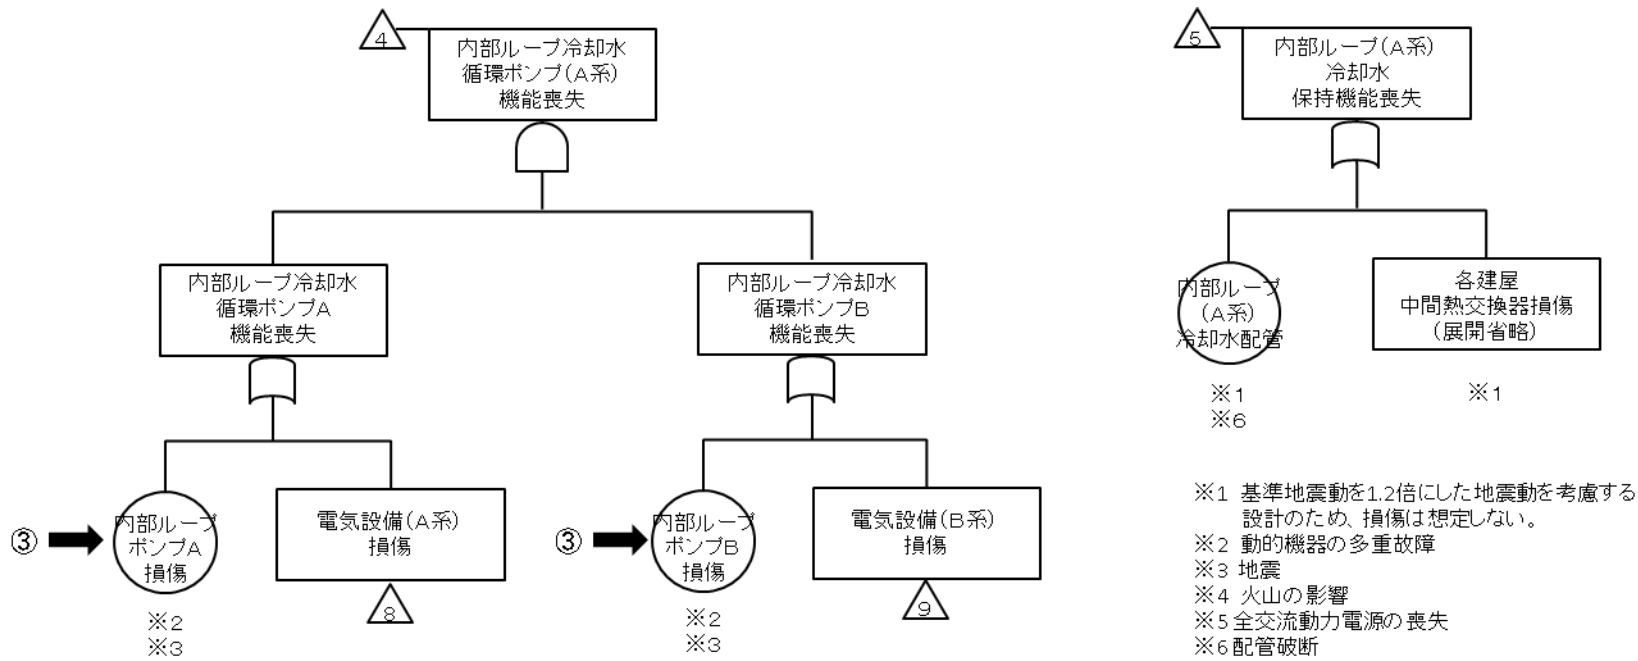 4
内部ループ冷却水
循環ポンプ(A系)
機能喪失
内部ループ冷却水
循環ポンプA
機能喪失
内部ループ冷却水
循環ポンプB
機能喪失
③
内部ループ
ポンプA
損傷
※2
※3
電気設備(A系)
損傷
8
③
内部ループ
ポンプB
損傷
※2
※3
電気設備(B系)
損傷
9
5
内部ループ(A系)
冷却水
保持機能喪失
内部ループ
(A系)
冷却水配管
※1
※6
各建屋
中間熱交換器損傷
(展開省略)
※1
※1 基準地震動を1.2倍にした地震動を考慮する
設計のため、損傷は想定しない。
※2 動的機器の多重故障
※3 地震
※4 火山の影響
※5 全交流動力電源の喪失
※6 配管破断